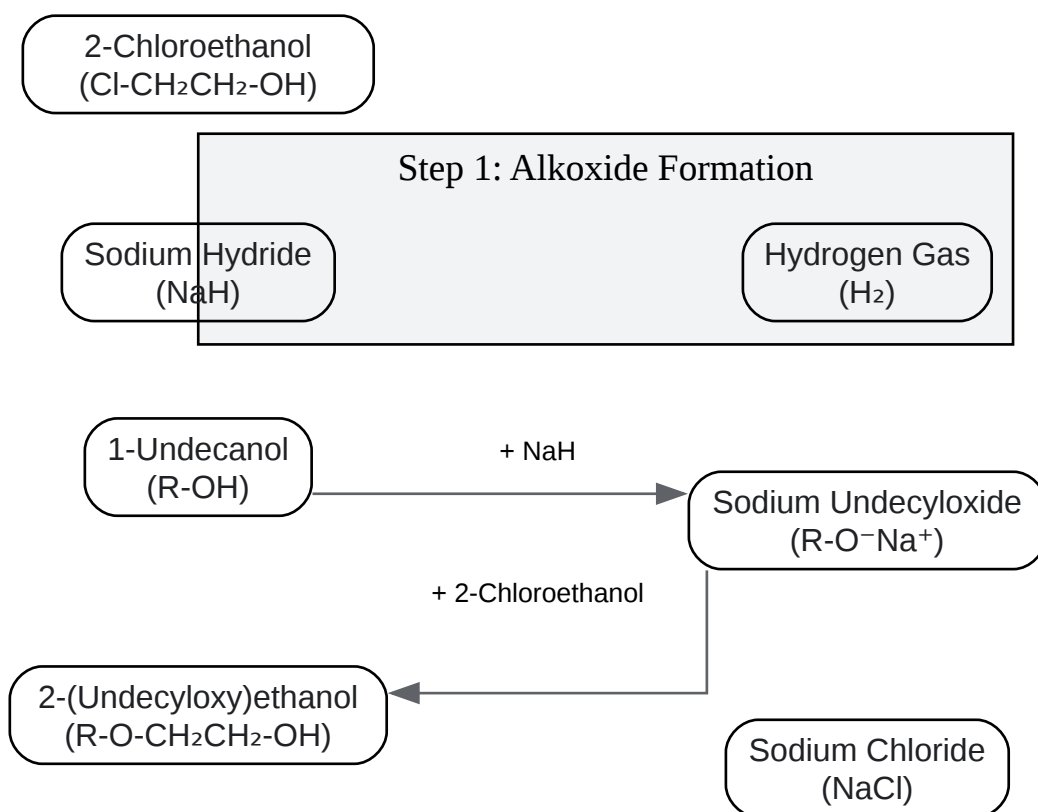 2-Chloroethanol
(Cl-CH₂CH₂-OH)
Step 1: Alkoxide Formation
Sodium Hydride
(NaH)
Hydrogen Gas
(H₂)
1-Undecanol
(R-OH)
+ NaH
Sodium Undecyloxide
(R-O⁻Na⁺)
+ 2-Chloroethanol
2-(Undecyloxy)ethanol
(R-O-CH₂CH₂-OH)
Sodium Chloride
(NaCl)